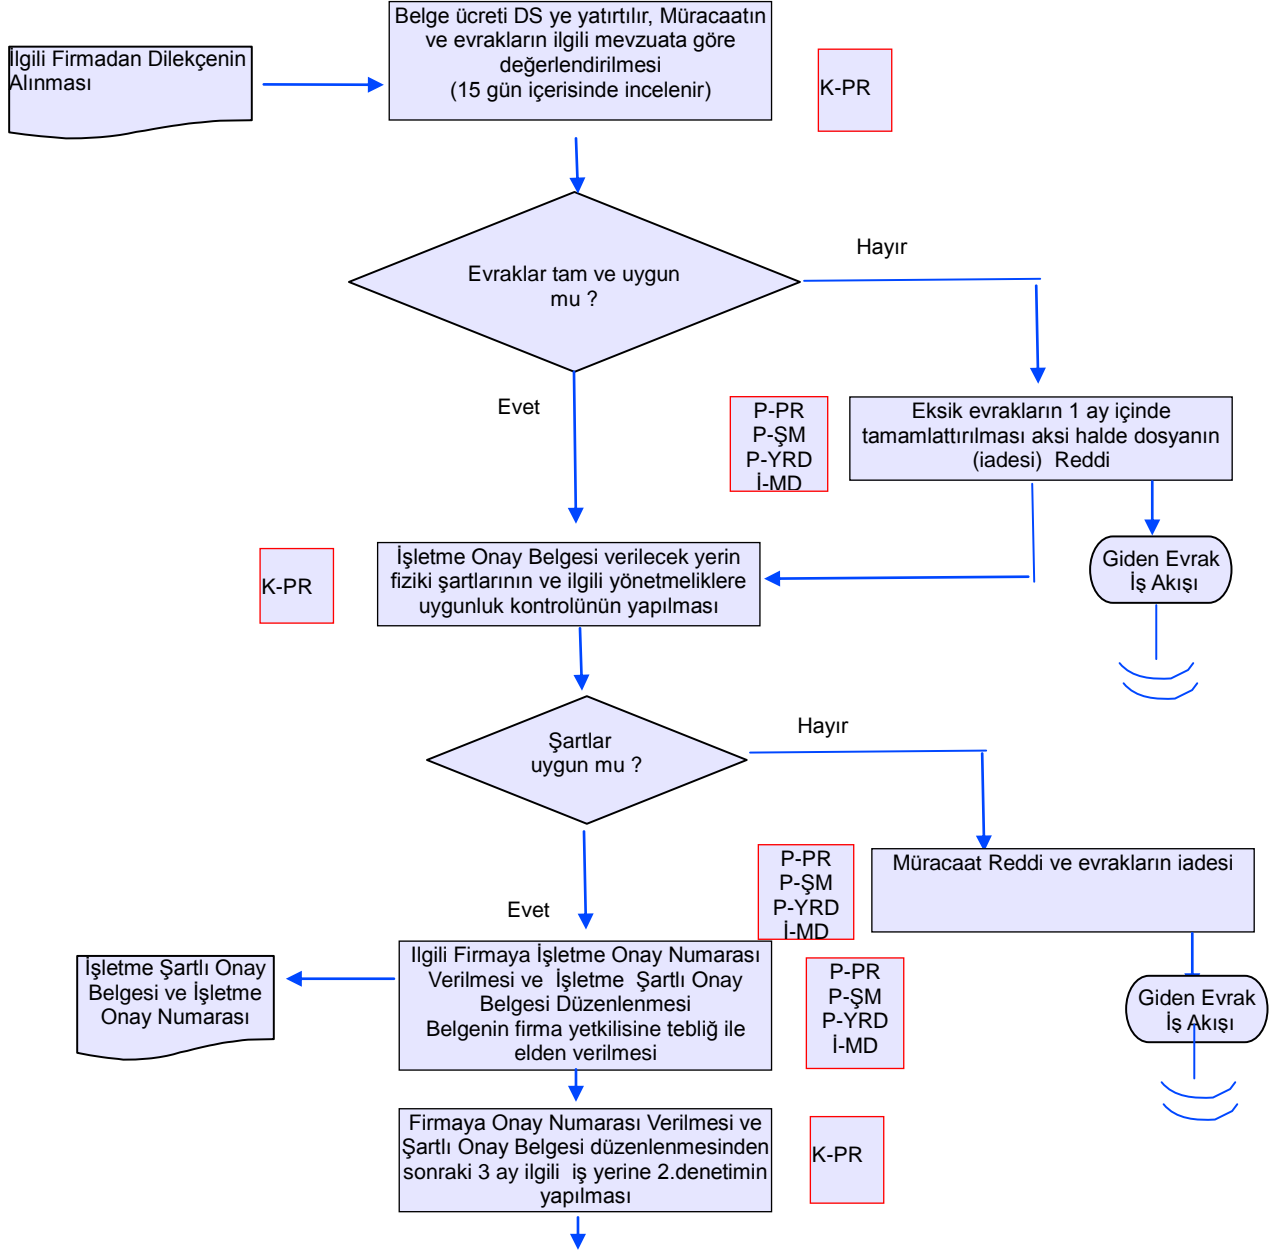 İlgili Firmadan Dilekçenin
Alınması
Belge ücreti DS ye yatırtılır, Müracaatın
ve evrakların ilgili mevzuata göre
değerlendirilmesi
(15 gün içerisinde incelenir)
K-PR
Evraklar tam ve uygun
mu ?
Hayır
Evet
P-PR
P-ŞM
P-YRD
İ-MD
Eksik evrakların 1 ay içinde
tamamlattırılması aksi halde dosyanın
(iadesi) Reddi
Giden Evrak
İş Akışı
K-PR
İşletme Onay Belgesi verilecek yerin
fiziki şartlarının ve ilgili yönetmeliklere
uygunluk kontrolünün yapılması
Şartlar
uygun mu ?
Hayır
Evet
P-PR
P-ŞM
P-YRD
İ-MD
Müracaat Reddi ve evrakların iadesi
Giden Evrak
İş Akışı
İşletme Şartlı Onay
Belgesi ve İşletme
Onay Numarası
Ilgili Firmaya İşletme Onay Numarası
Verilmesi ve İşletme Şartlı Onay
Belgesi Düzenlenmesi
Belgenin firma yetkilisine tebliğ ile
elden verilmesi
P-PR
P-ŞM
P-YRD
İ-MD
Firmaya Onay Numarası Verilmesi ve
Şartlı Onay Belgesi düzenlenmesinden
sonraki 3 ay ilgili iş yerine 2.denetimin
yapılması
K-PR